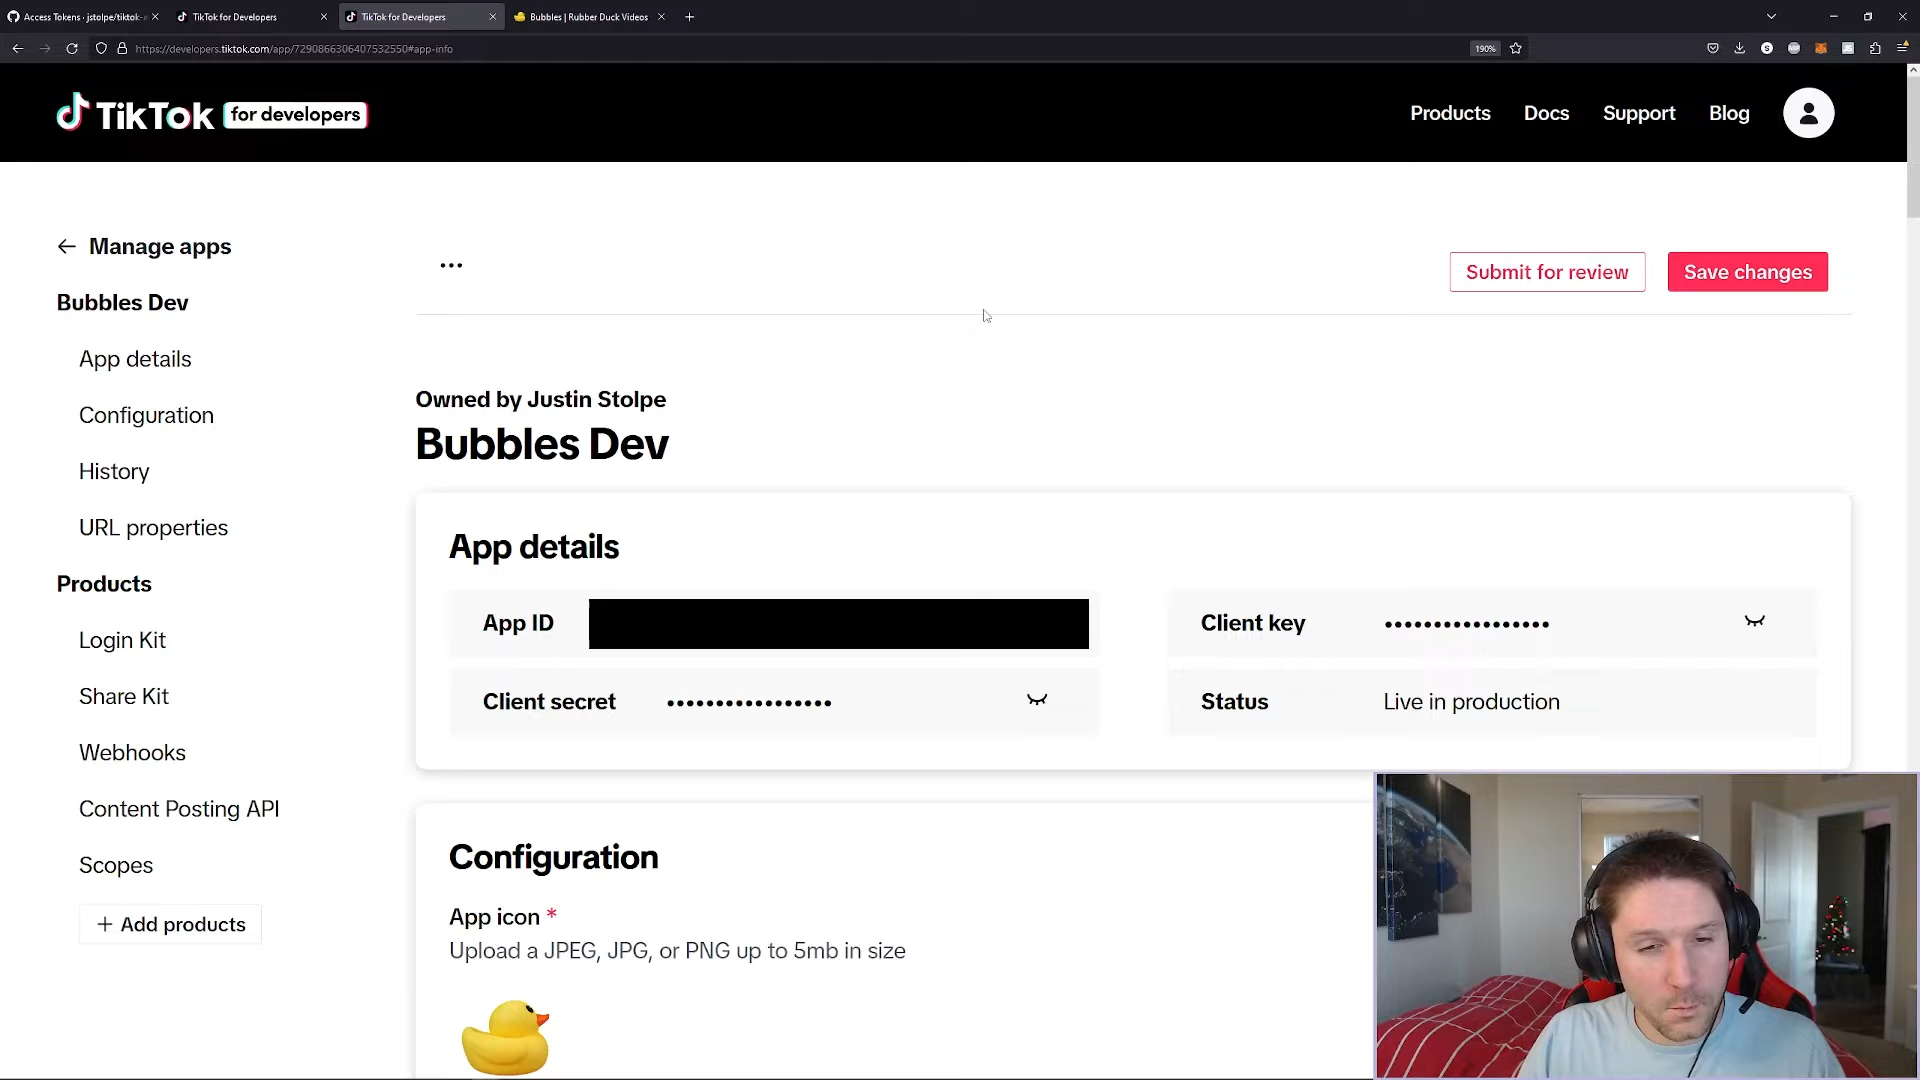 Access Tokens · jstolpe/tiktok-a
TikTok for Developers
TikTok for Developers
Bubbles | Rubber Duck Videos
https://developers.tiktok.com/app/7290866306407532550#app-info
190%
TikTok for developers
Products
Docs
Support
Blog
Manage apps
Bubbles Dev
App details
Configuration
History
URL properties
Products
Login Kit
Share Kit
Webhooks
Content Posting API
Scopes
+ Add products
...
Submit for review
Save changes
Owned by Justin Stolpe
Bubbles Dev
App details
App ID
Client key •••••••••••••••••
Client secret •••••••••••••••••
Status Live in production
Configuration
App icon *
Upload a JPEG, JPG, or PNG up to 5mb in size